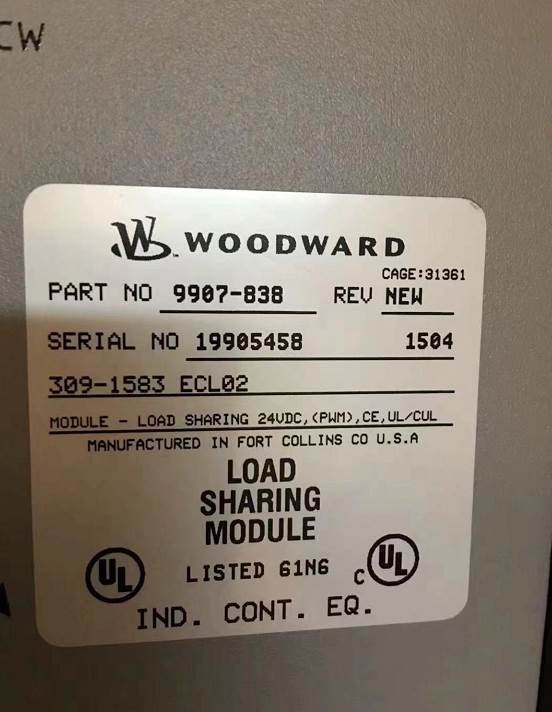 CW
WOODWARD
CAGE:31361
PART NO 9907-838 REV NEW
SERIAL NO 19905458 1504
309-1583 ECL02
MODULE - LOAD SHARING 24VDC,(PWM),CE,UL/CUL
MANUFACTURED IN FORT COLLINS CO U.S.A
LOAD
SHARING
MODULE
UL LISTED 61N6 C UL
IND. CONT. EQ.